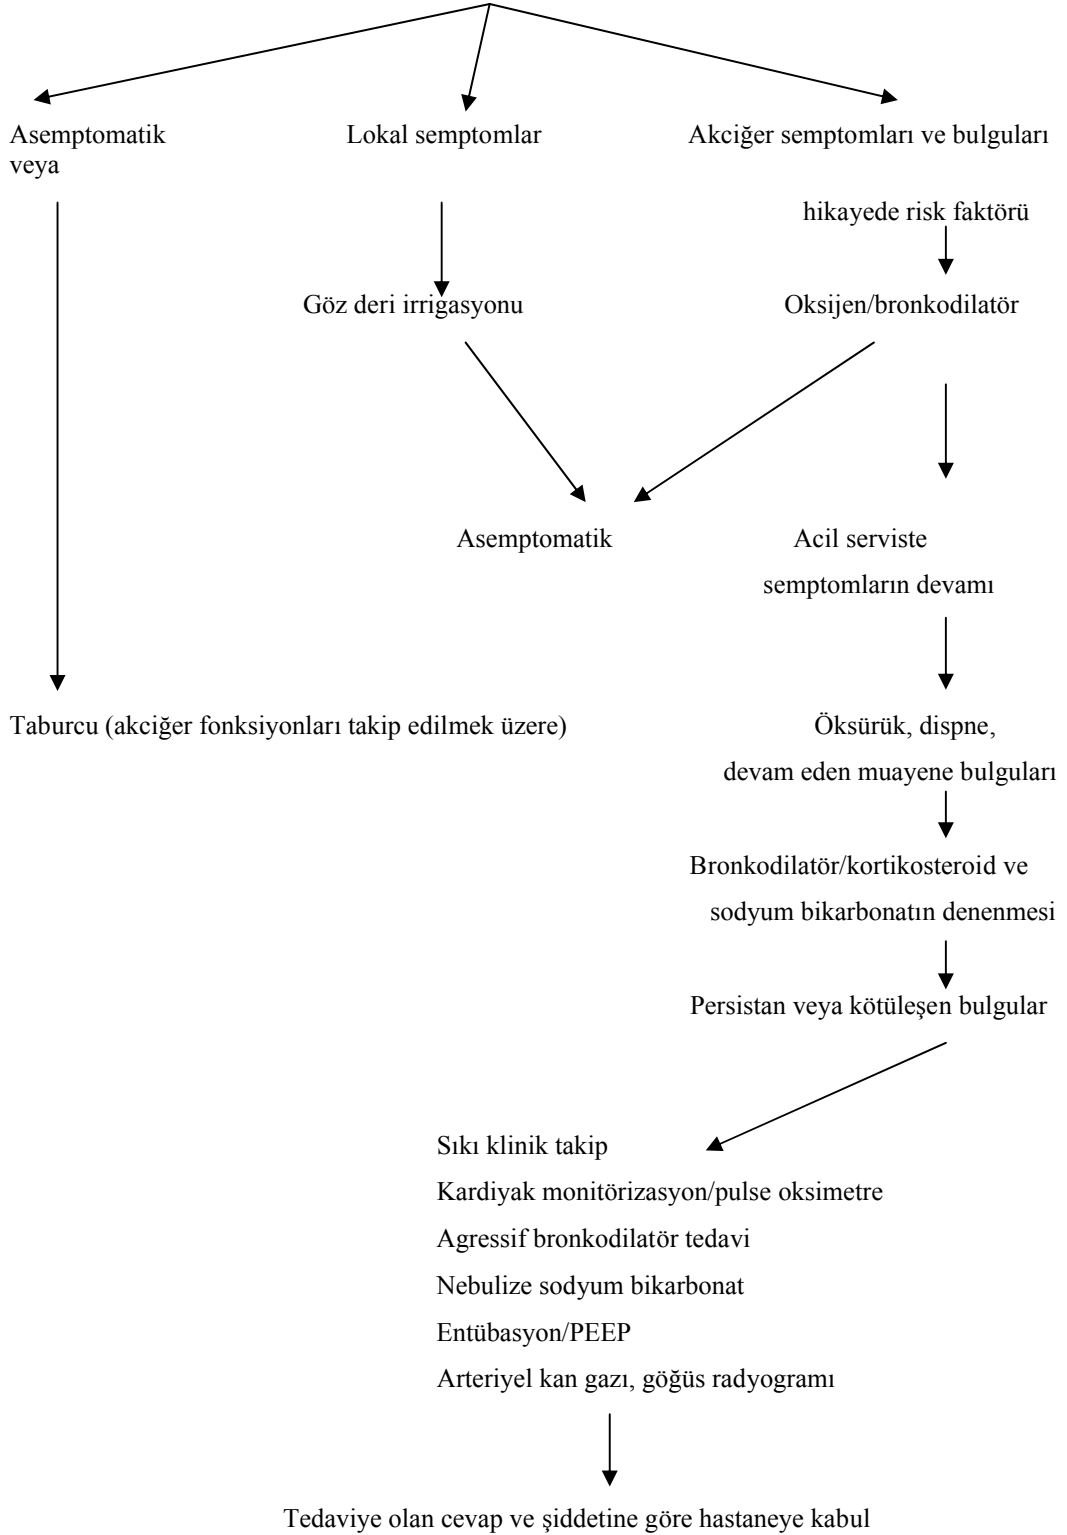 Asemptomatik
veya
Lokal semptomlar
Akciğer semptomları ve bulguları
hikayede risk faktörü
Göz deri irrigasyonu
Oksijen/bronkodilatör
Asemptomatik
Acil serviste
semptomların devamı
Taburcu (akciğer fonksiyonları takip edilmek üzere)
Öksürük, dispne,
devam eden muayene bulguları
Bronkodilatör/kortikosteroid ve
sodyum bikarbonatın denenmesi
Persistan veya kötüleşen bulgular
Sıkı klinik takip
Kardiyak monitörizasyon/pulse oksimetre
Agressif bronkodilatör tedavi
Nebulize sodyum bikarbonat
Entübasyon/PEEP
Arteriyel kan gazı, göğüs radyogramı
Tedaviye olan cevap ve şiddetine göre hastaneye kabul